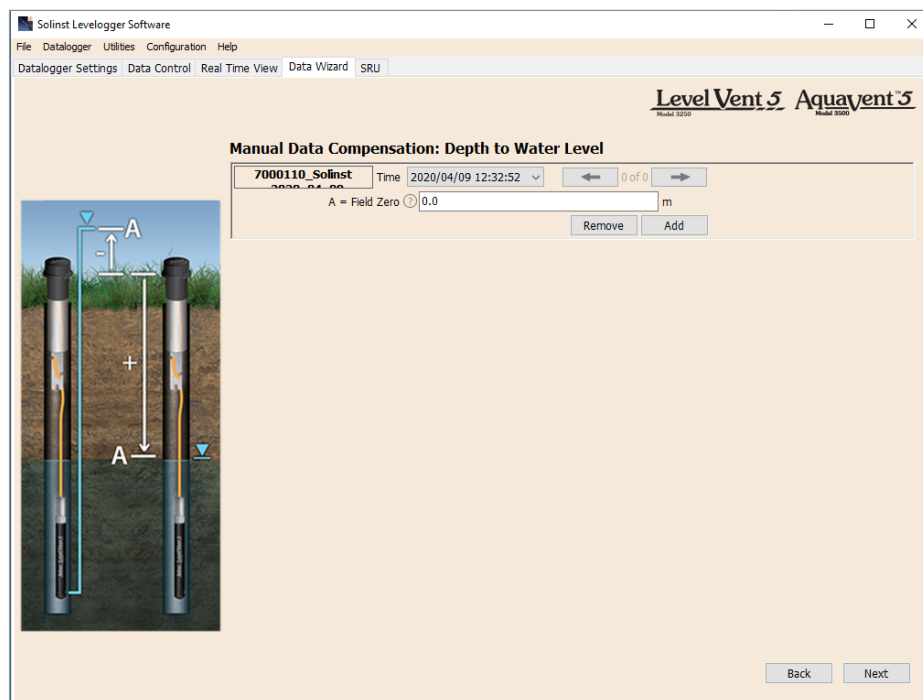 Solinst Levelogger Software
File Datalogger Utilities Configuration Help
Datalogger Settings Data Control Real Time View Data Wizard SRU
Level Vent 5 Aquavent™5
Model 3250 Model 3500
Manual Data Compensation: Depth to Water Level
7000110_Solinst Time 2020/04/09 12:32:52 0 of 0
A = Field Zero ? 0.0 m
Remove Add
A
-
+
A
Back Next